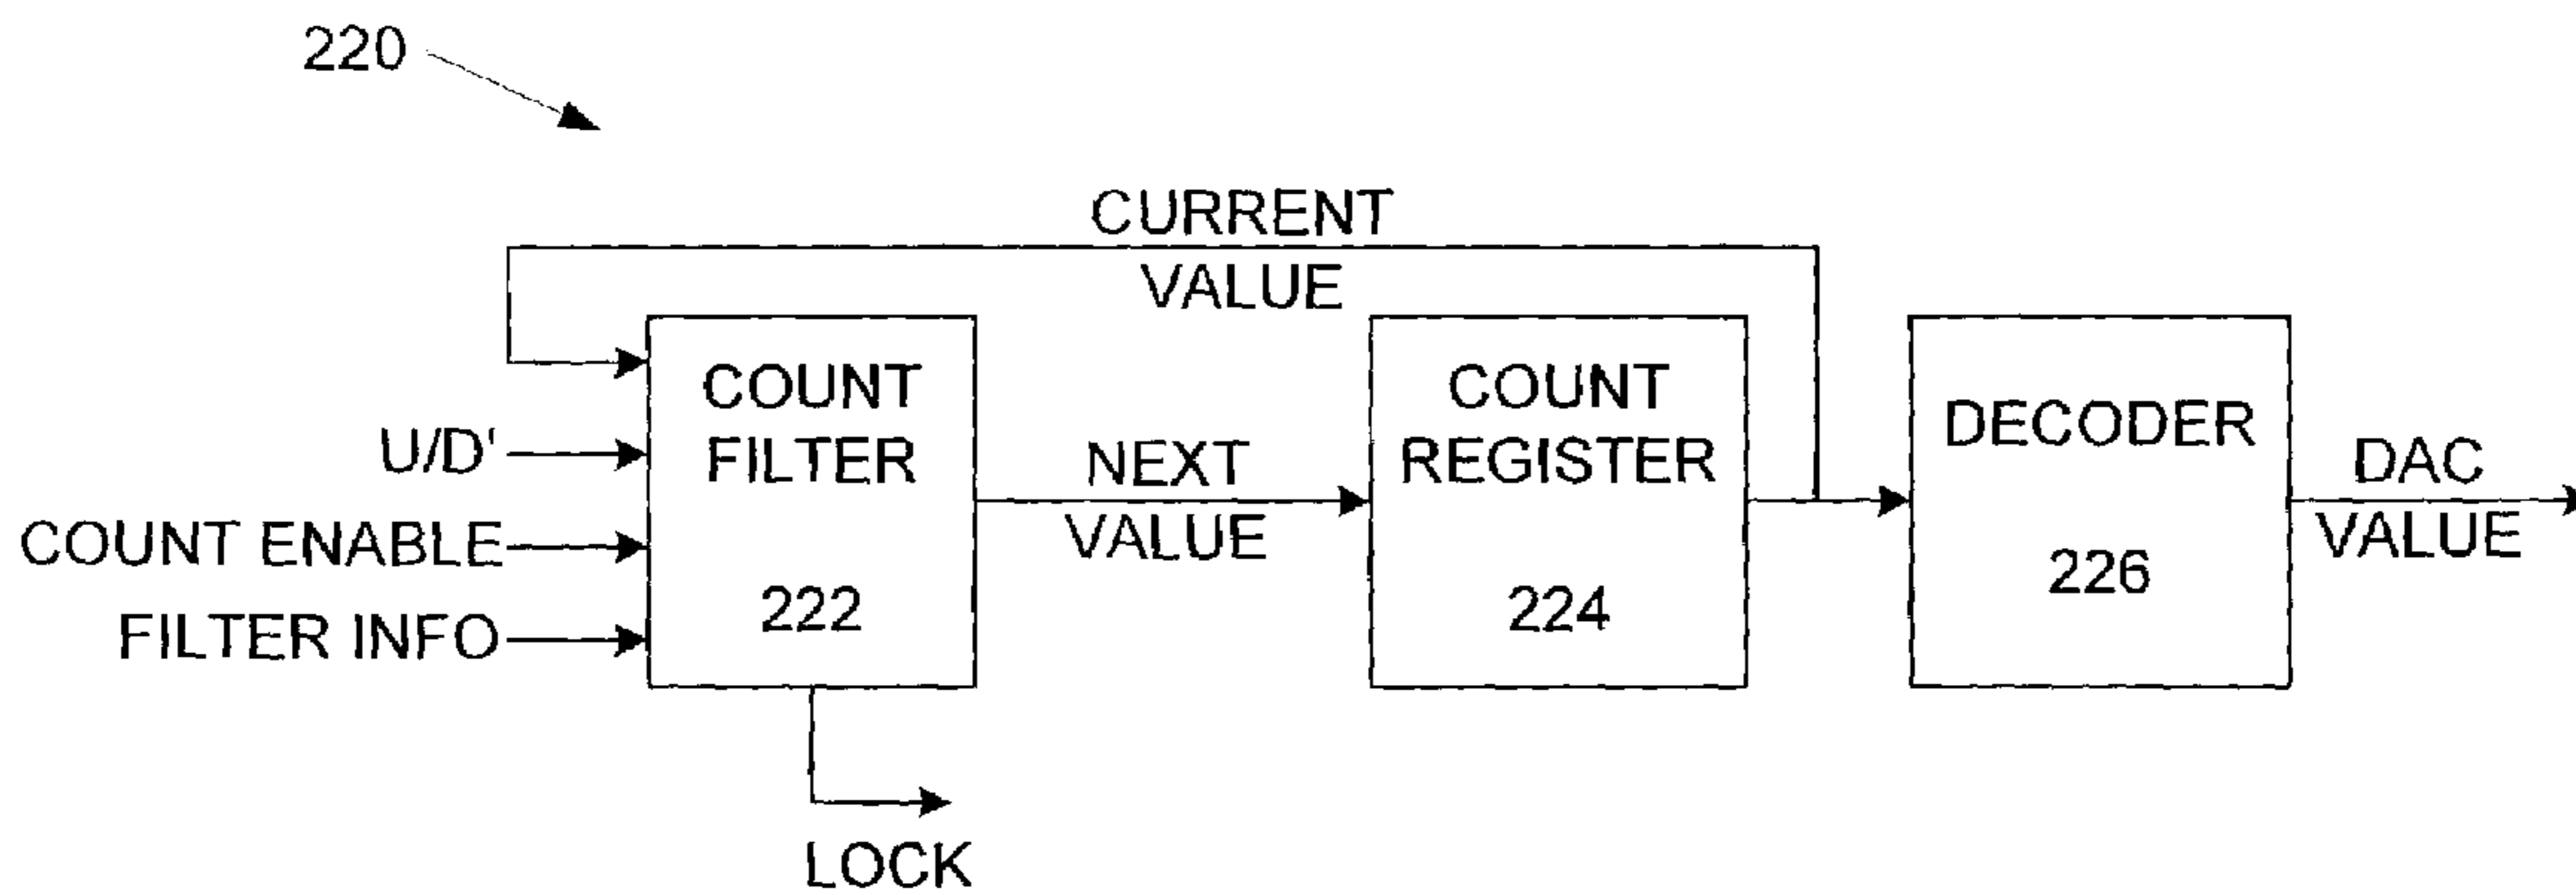 220
CURRENT
VALUE
COUNT
FILTER
222
U/D'
COUNT ENABLE
FILTER INFO
NEXT
VALUE
COUNT
REGISTER
224
DECODER
226
DAC
VALUE
LOCK